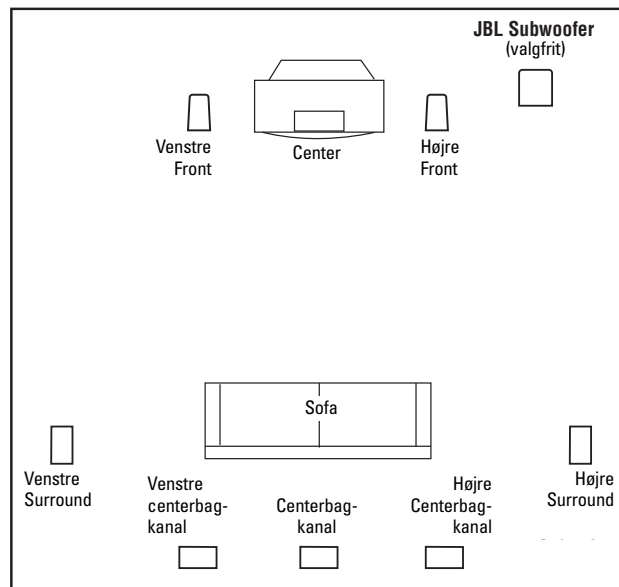 JBL Subwoofer
(valgfrit)
Venstre
Front
Center
Højre
Front
Sofa
Venstre
Surround
Venstre
centerbag-
kanal
Centerbag-
kanal
Højre
Centerbag-
kanal
Højre
Surround